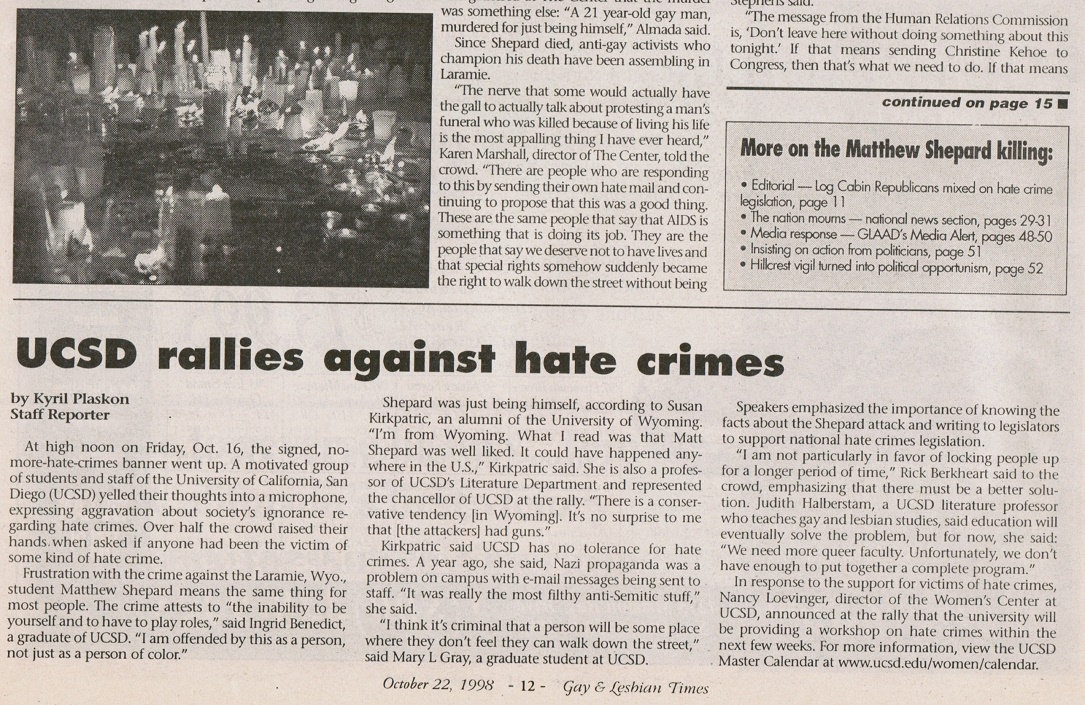 was something else: “A 21 year-old gay man,
murdered for just being himself,” Almada said.
Since Shepard died, anti-gay activists who
champion his death have been assembling in
Laramie.
“The nerve that some would actually have
the gall to actually talk about protesting a man’s
funeral who was killed because of living his life
is the most appalling thing I have ever heard,”
Karen Marshall, director of The Center, told the
crowd. “There are people who are responding
to this by sending their own hate mail and con-
tinuing to propose that this was a good thing.
These are the same people that say that AIDS is
something that is doing its job. They are the
people that say we deserve not to have lives and
that special rights somehow suddenly became
the right to walk down the street without being
Stephens said.
“The message from the Human Relations Commission
is, ‘Don’t leave here without doing something about this
tonight.’ If that means sending Christine Kehoe to
Congress, then that’s what we need to do. If that means
continued on page 15 ■
More on the Matthew Shepard killing:
• Editorial — Log Cabin Republicans mixed on hate crime
legislation, page 11
• The nation mourns — national news section, pages 29-31
• Media response — GLAAD’s Media Alert, pages 48-50
• Insisting on action from politicians, page 51
• Hillcrest vigil turned into political opportunism, page 52
UCSD rallies against hate crimes
by Kyril Plaskon
Staff Reporter
At high noon on Friday, Oct. 16, the signed, no-
more-hate-crimes banner went up. A motivated group
of students and staff of the University of California, San
Diego (UCSD) yelled their thoughts into a microphone,
expressing aggravation about society’s ignorance re-
garding hate crimes. Over half the crowd raised their
hands when asked if anyone had been the victim of
some kind of hate crime.
Frustration with the crime against the Laramie, Wyo.,
student Matthew Shepard means the same thing for
most people. The crime attests to “the inability to be
yourself and to have to play roles,” said Ingrid Benedict,
a graduate of UCSD. “I am offended by this as a person,
not just as a person of color.”
Shepard was just being himself, according to Susan
Kirkpatric, an alumni of the University of Wyoming.
“I’m from Wyoming. What I read was that Matt
Shepard was well liked. It could have happened any-
where in the U.S.,” Kirkpatric said. She is also a profes-
sor of UCSD’s Literature Department and represented
the chancellor of UCSD at the rally. “There is a conser-
vative tendency [in Wyoming]. It’s no surprise to me
that [the attackers] had guns.”
Kirkpatric said UCSD has no tolerance for hate
crimes. A year ago, she said, Nazi propaganda was a
problem on campus with e-mail messages being sent to
staff. “It was really the most filthy anti-Semitic stuff,”
she said.
“I think it’s criminal that a person will be some place
where they don’t feel they can walk down the street,”
said Mary L Gray, a graduate student at UCSD.
Speakers emphasized the importance of knowing the
facts about the Shepard attack and writing to legislators
to support national hate crimes legislation.
“I am not particularly in favor of locking people up
for a longer period of time,” Rick Berkheart said to the
crowd, emphasizing that there must be a better solu-
tion. Judith Halberstam, a UCSD literature professor
who teaches gay and lesbian studies, said education will
eventually solve the problem, but for now, she said:
“We need more queer faculty. Unfortunately, we don’t
have enough to put together a complete program.”
In response to the support for victims of hate crimes,
Nancy Loevinger, director of the Women’s Center at
UCSD, announced at the rally that the university will
be providing a workshop on hate crimes within the
next few weeks. For more information, view the UCSD
Master Calendar at www.ucsd.edu/women/calendar.
October 22, 1998 - 12 - Gay & Lesbian Times